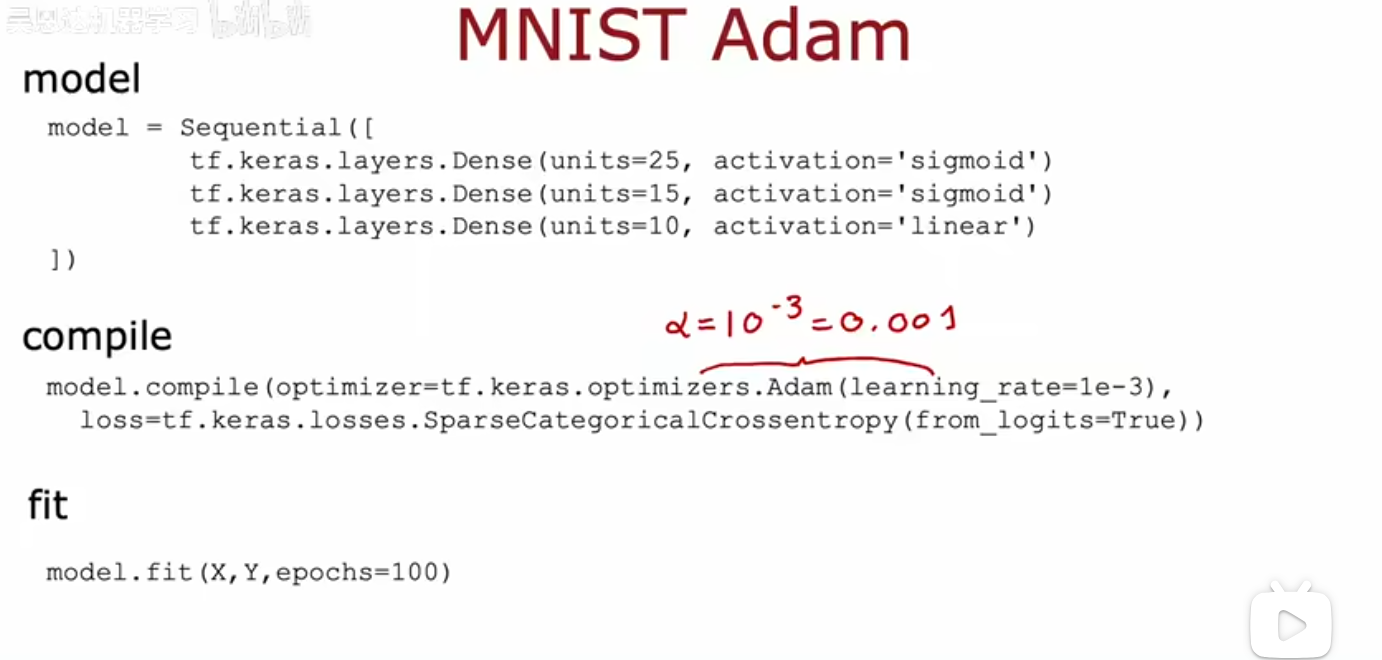 吴恩达机器学习 bilibili
MNIST Adam
model
model = Sequential([
tf.keras.layers.Dense(units=25, activation='sigmoid')
tf.keras.layers.Dense(units=15, activation='sigmoid')
tf.keras.layers.Dense(units=10, activation='linear')
])
α=10⁻³=0.001
compile
model.compile(optimizer=tf.keras.optimizers.Adam(learning_rate=1e-3),
loss=tf.keras.losses.SparseCategoricalCrossentropy(from_logits=True))
fit
model.fit(X,Y,epochs=100)